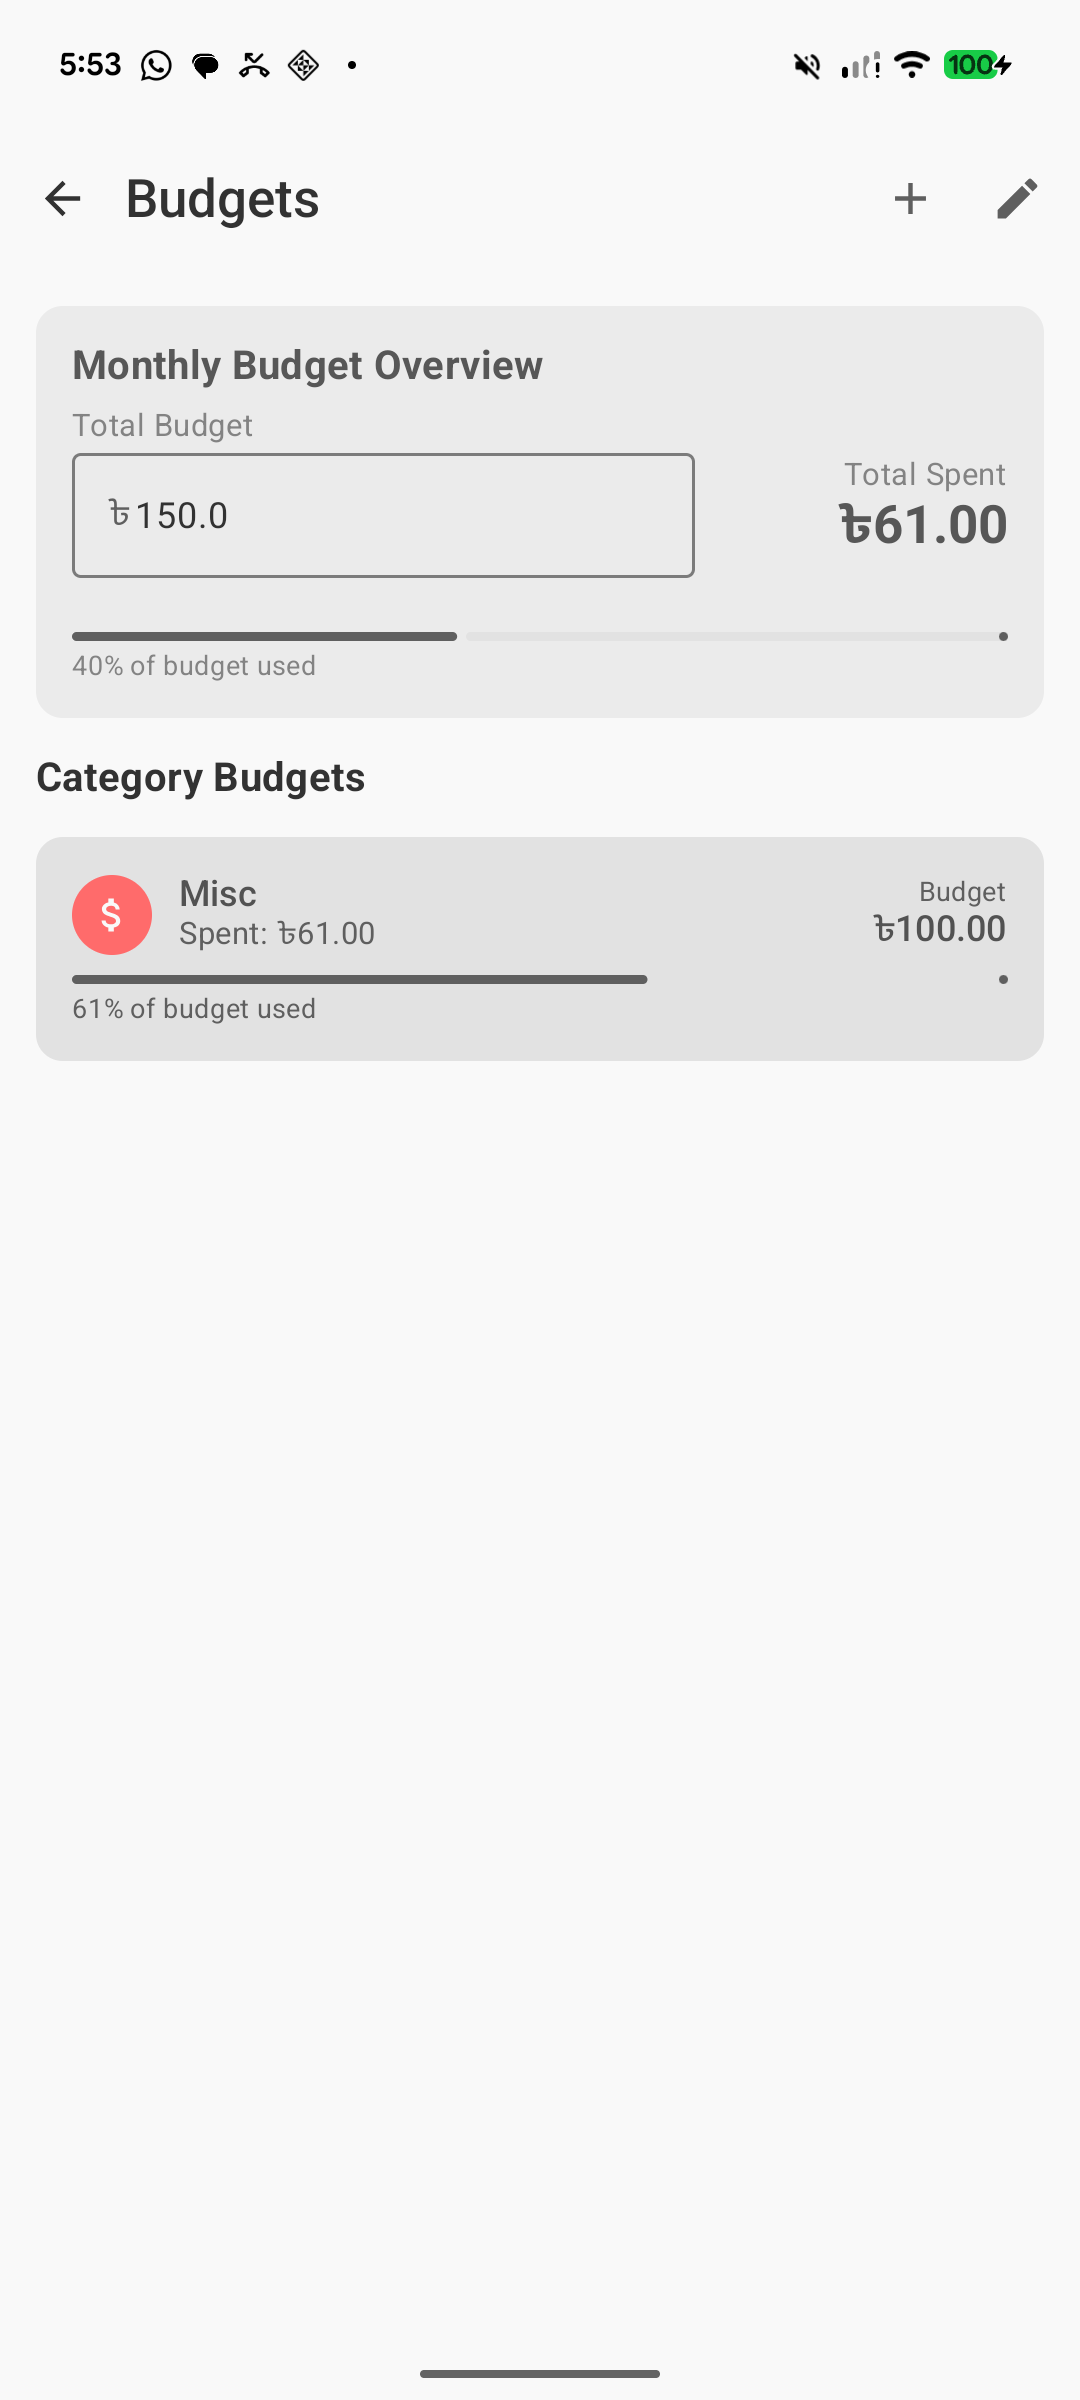 5:53
100
Budgets
Monthly Budget Overview
Total Budget
৳150.0
Total Spent
৳61.00
40% of budget used
Category Budgets
$
Misc
Spent: ৳61.00
Budget
৳100.00
61% of budget used